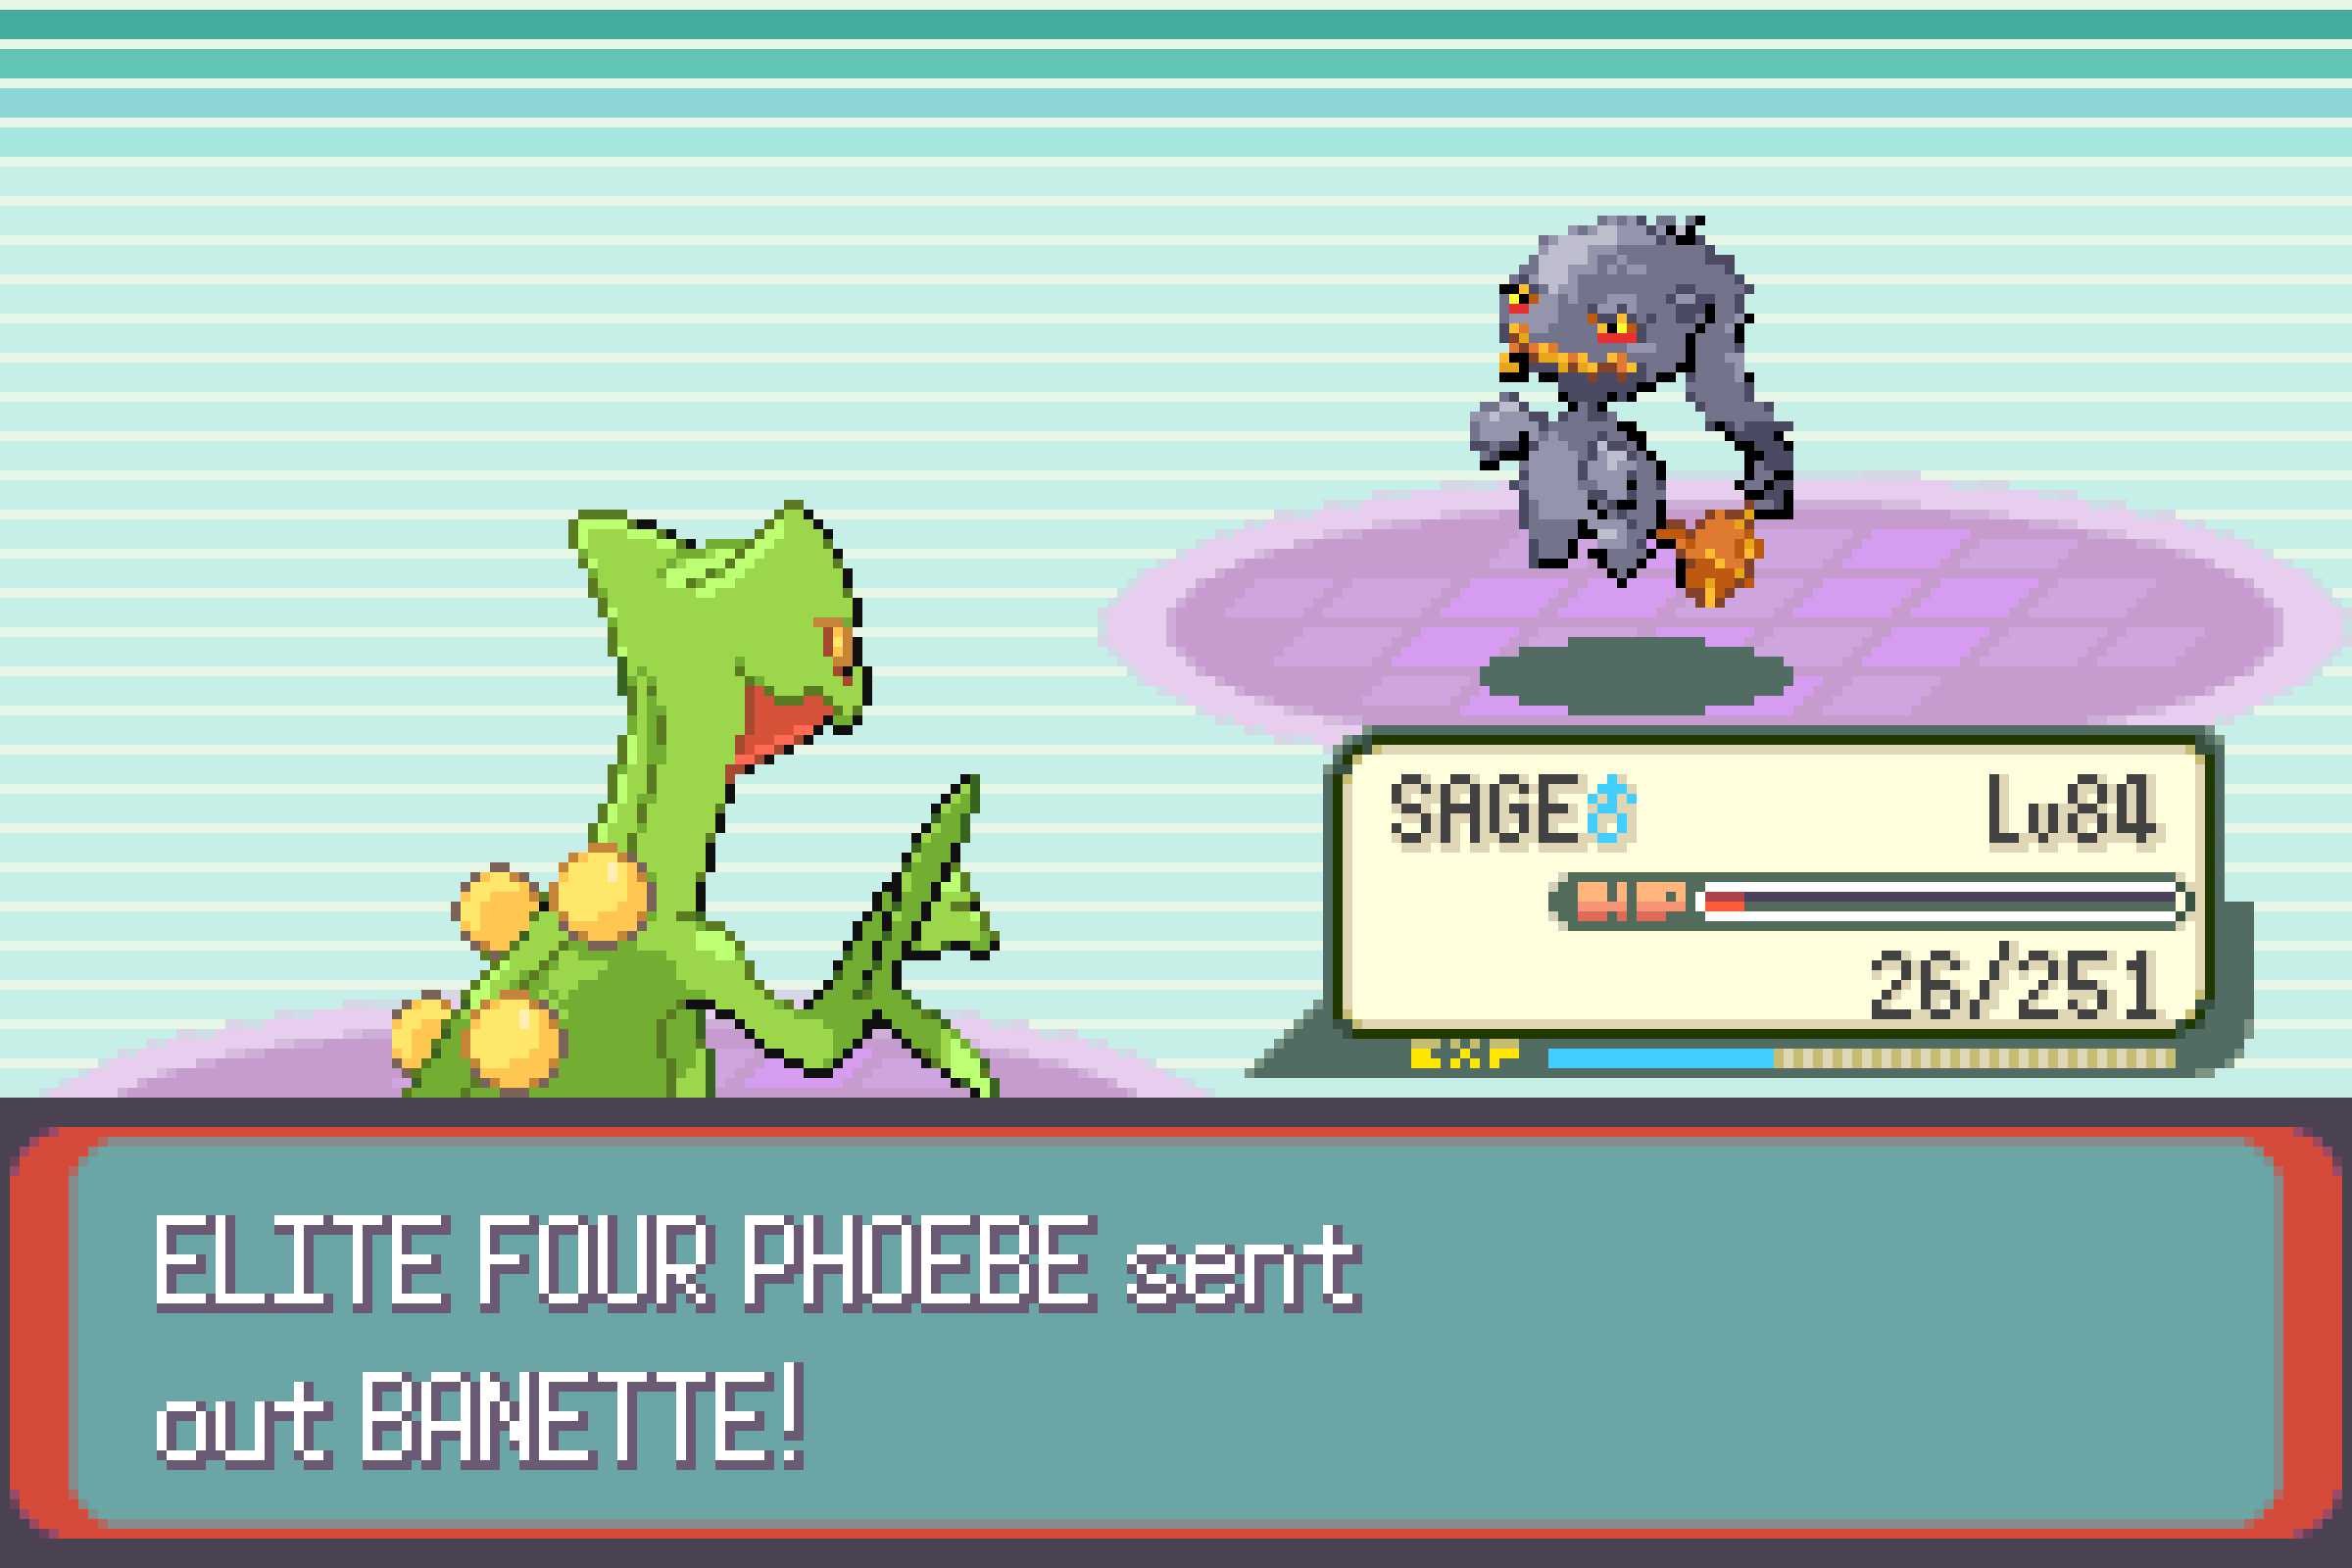 SAGE♂ Lv84
HP
26/251
EXP
ELITE FOUR PHOEBE sent
out BANETTE!